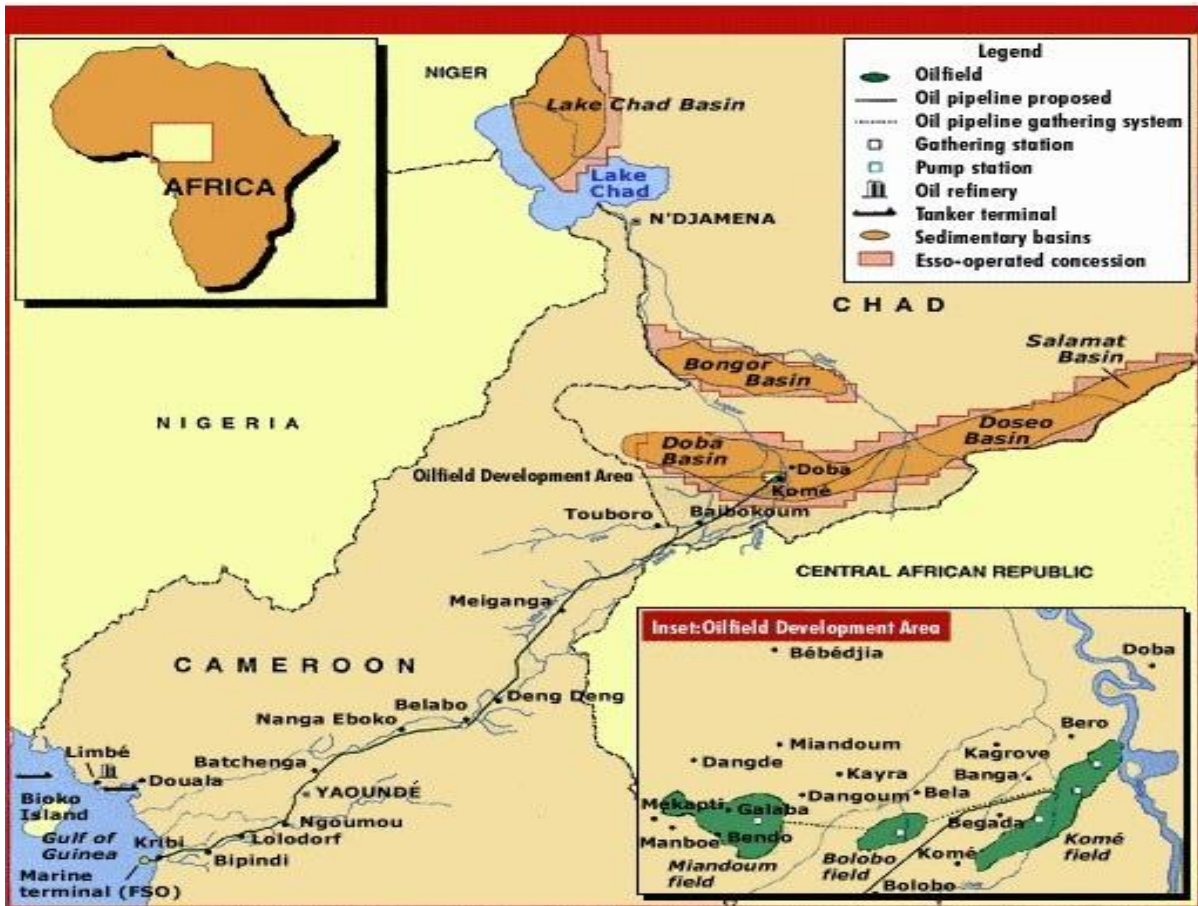 AFRICA
NIGER
Lake Chad Basin
Lake
Chad
N'DJAMENA
Legend
Oilfield
Oil pipeline proposed
Oil pipeline gathering system
Gathering station
Pump station
Oil refinery
Tanker terminal
Sedimentary basins
Esso-operated concession
CHAD
Salamat
Basin
Bongor
Basin
NIGERIA
Doba
Basin
Doseo
Basin
Doba
Oilfield Development Area
Komé
Touboro
Baibokoum
CENTRAL AFRICAN REPUBLIC
Meiganga
CAMEROON
Deng Deng
Belabo
Nanga Eboko
Limbé
Batchenga
Douala
YAOUNDÉ
Bioko
Island
Gulf of
Guinea
Ngoumou
Lolodorf
Kribi
Bipindi
Marine
terminal (FSO)
Inset:Oilfield Development Area
Bébédjia
Doba
Bero
Miandoum
Kagrove
Dangde
Kayra
Banga
Mékapti
Galaba
Dangoum
Bela
Begada
Manboe
Bendo
Komé
field
Miandoum
field
Bolobo
field
Komé
Bolobo